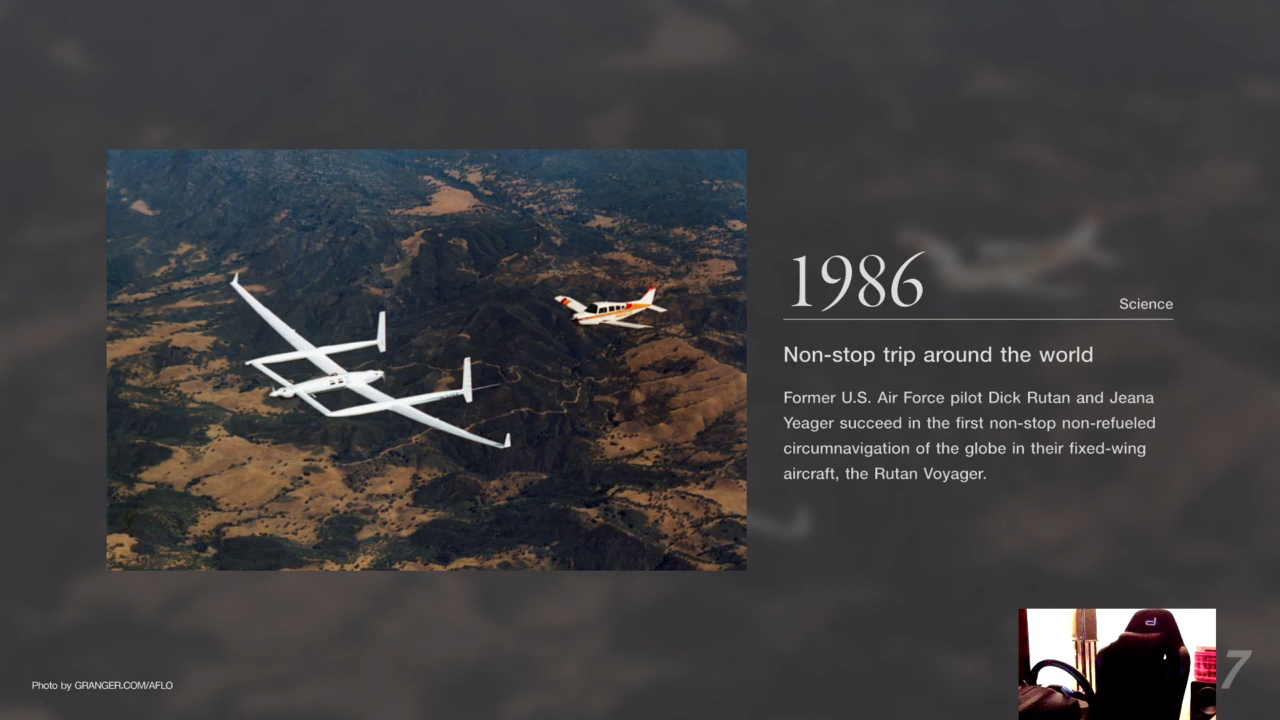 1986
Science
Non-stop trip around the world
Former U.S. Air Force pilot Dick Rutan and Jeana
Yeager succeed in the first non-stop non-refueled
circumnavigation of the globe in their fixed-wing
aircraft, the Rutan Voyager.
Photo by GRANGER.COM/AFLO
7